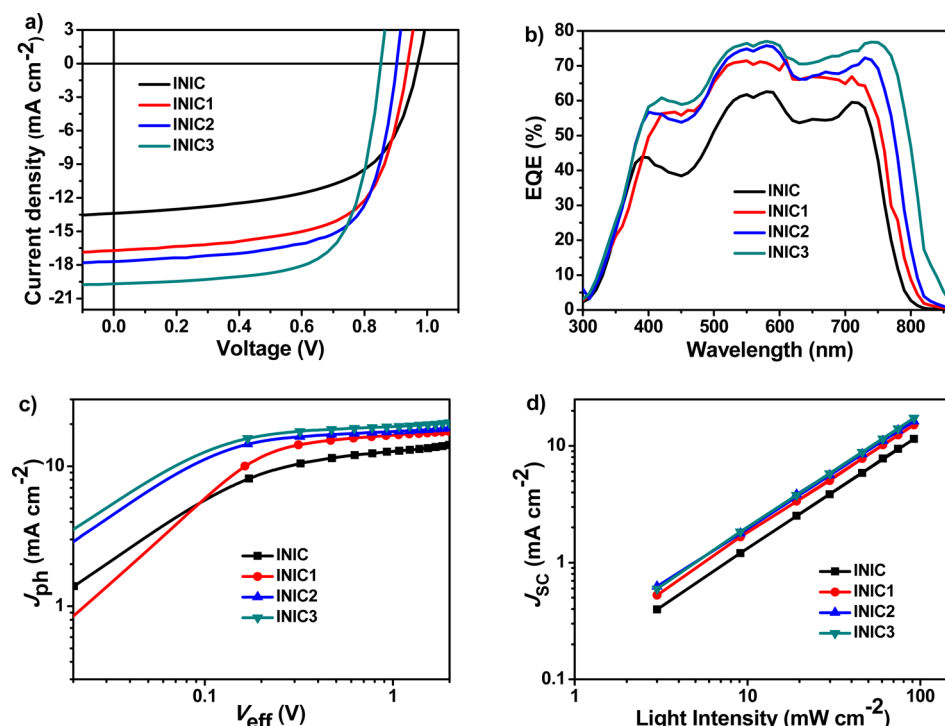 a)
Current density (mA cm-2)
3
0
-3
-6
-9
-12
-15
-18
-21
INIC
INIC1
INIC2
INIC3
0.0 0.2 0.4 0.6 0.8 1.0
Voltage (V)
b)
EQE (%)
80
70
60
50
40
30
20
10
0
INIC
INIC1
INIC2
INIC3
300 400 500 600 700 800
Wavelength (nm)
c)
Jph (mA cm-2)
10
1
INIC
INIC1
INIC2
INIC3
0.1 1
Veff (V)
d)
JSC (mA cm-2)
10
1
0.1
INIC
INIC1
INIC2
INIC3
1 10 100
Light Intensity (mW cm-2)